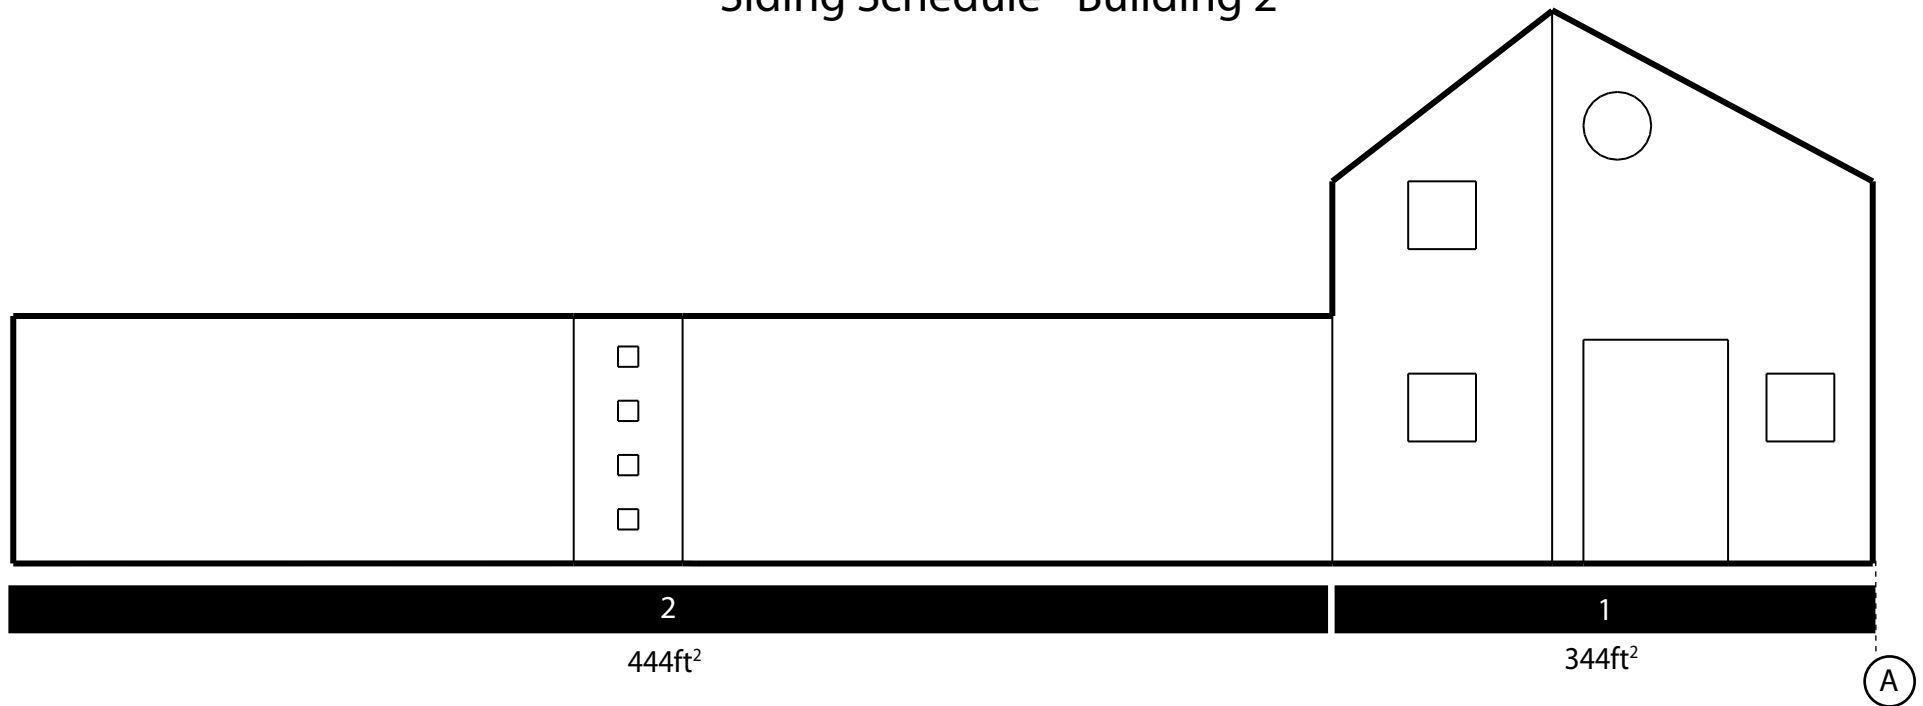 Siding Schedule - Building 2
2
1
444ft²
344ft²
A